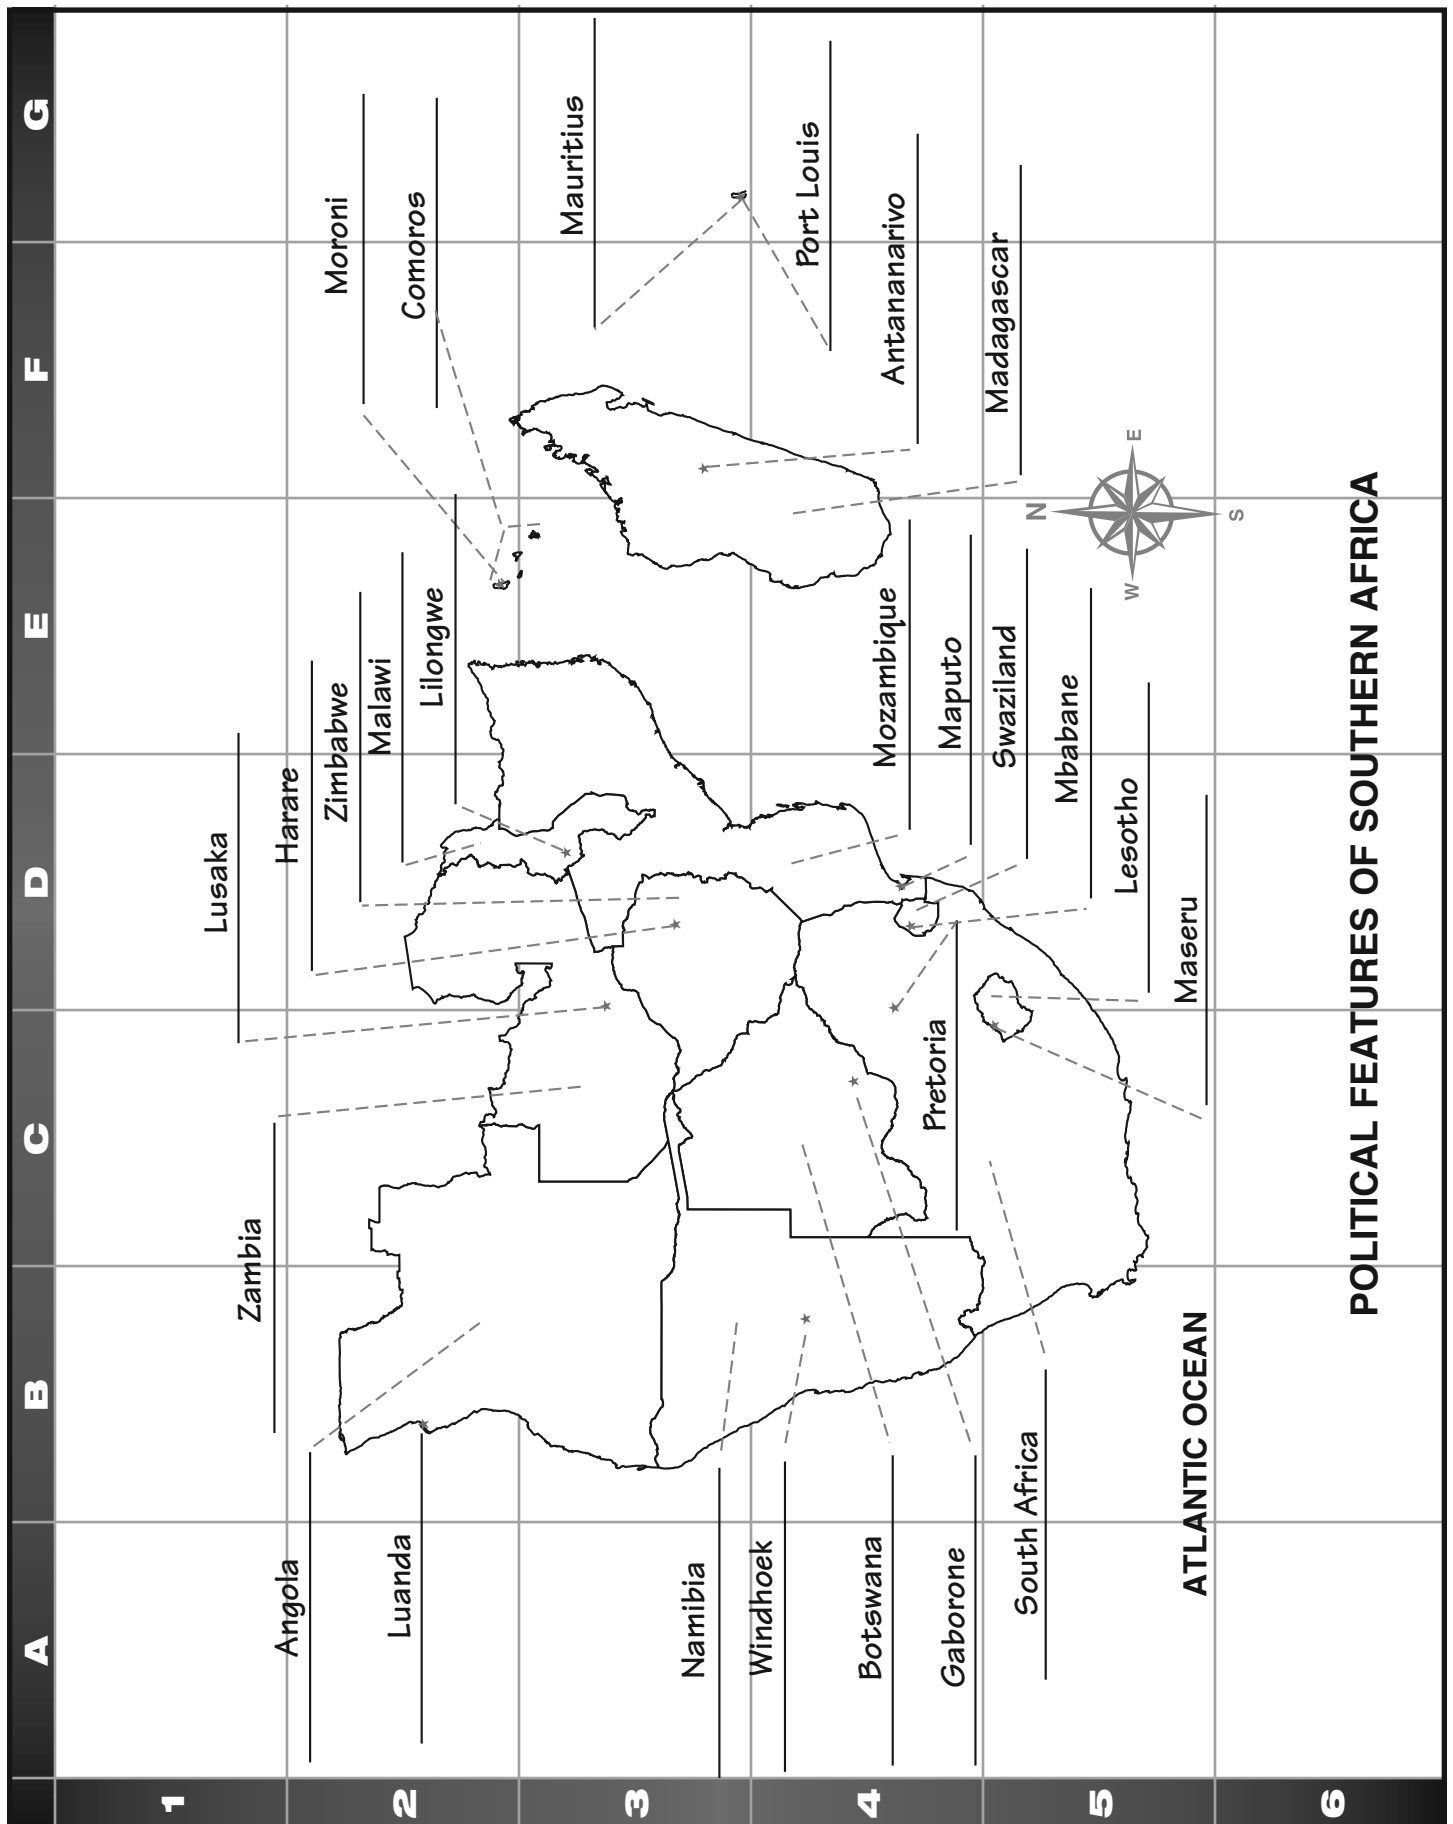 A B C D E F G
1
Lusaka
Zambia
Angola
Harare
Zimbabwe
Moroni
Malawi
2
Luanda
Comoros
Lilongwe
Mauritius
3
Namibia
Windhoek
Port Louis
4
Botswana
Mozambique
Antananarivo
Pretoria
Maputo
Gaborone
Madagascar
Swaziland
South Africa
N
Mbabane
5
Lesotho
W E
Maseru
ATLANTIC OCEAN
S
6
POLITICAL FEATURES OF SOUTHERN AFRICA